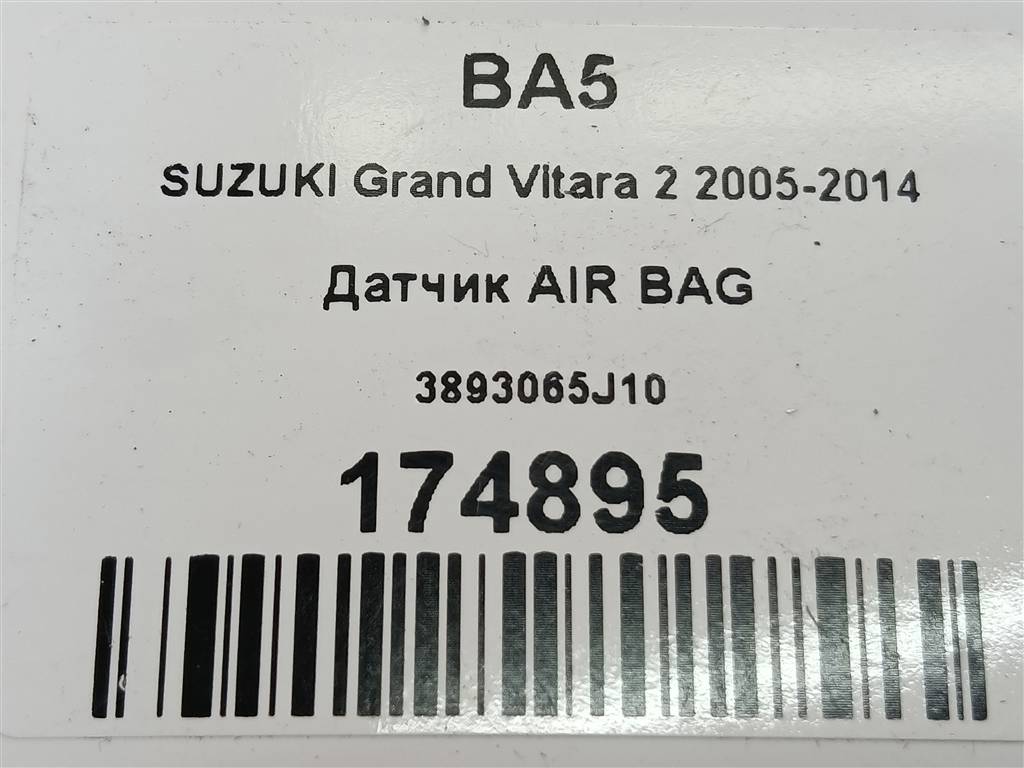 BA5
SUZUKI Grand Vitara 2 2005-2014
Датчик AIR BAG
3893065J10
174895